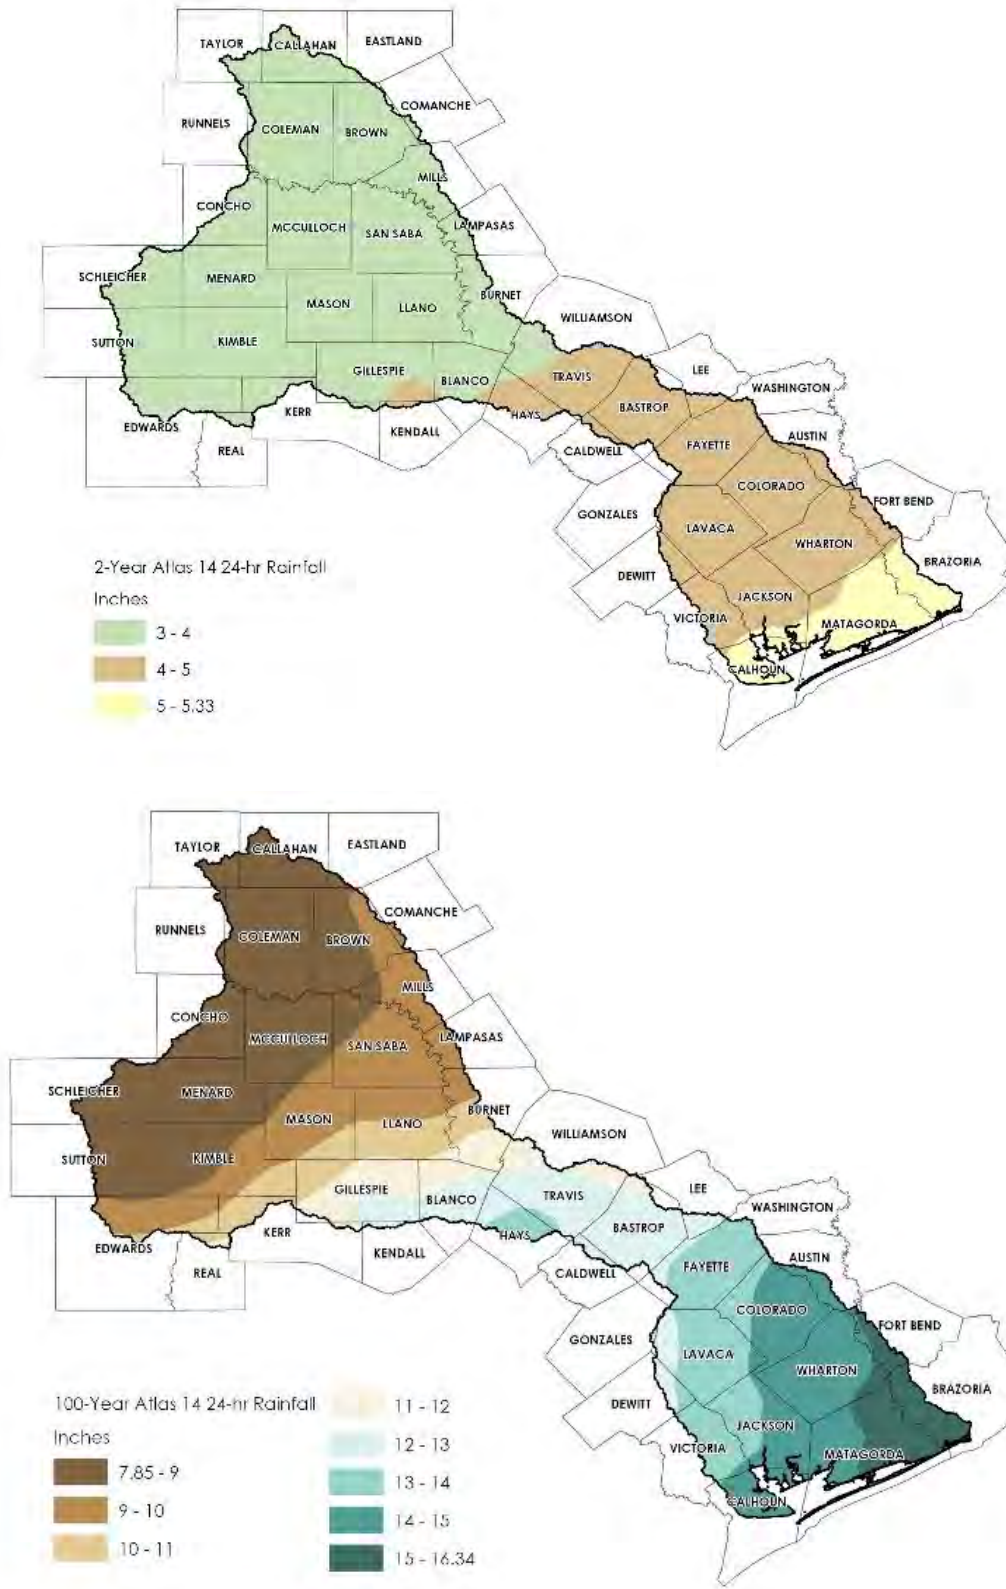 TAYLOR
CALLAHAN
EASTLAND
COMANCHE
RUNNELS
COLEMAN
BROWN
MILLS
CONCHO
MCCULLOCH
SAN SABA
LAMPASAS
SCHLEICHER
MENARD
MASON
LLANO
BURNET
WILLIAMSON
SUTTON
KIMBLE
GILLESPIE
BLANCO
TRAVIS
LEE
WASHINGTON
EDWARDS
REAL
KERR
KENDALL
HAYS
BASTROP
CALDWELL
FAYETTE
AUSTIN
GONZALES
COLORADO
FORT BEND
LAVACA
WHARTON
BRAZORIA
DEWITT
JACKSON
VICTORIA
MATAGORDA
CALHOUN
2-Year Atlas 14 24-hr Rainfall
Inches
3 - 4
4 - 5
5 - 5.33
TAYLOR
CALLAHAN
EASTLAND
COMANCHE
RUNNELS
COLEMAN
BROWN
MILLS
CONCHO
MCCULLOCH
SAN SABA
LAMPASAS
SCHLEICHER
MENARD
MASON
LLANO
BURNET
WILLIAMSON
SUTTON
KIMBLE
GILLESPIE
BLANCO
TRAVIS
LEE
WASHINGTON
EDWARDS
REAL
KERR
KENDALL
HAYS
BASTROP
CALDWELL
FAYETTE
AUSTIN
GONZALES
COLORADO
FORT BEND
LAVACA
WHARTON
BRAZORIA
DEWITT
JACKSON
VICTORIA
MATAGORDA
CALHOUN
100-Year Atlas 14 24-hr Rainfall
Inches
7.85 - 9
9 - 10
10 - 11
11 - 12
12 - 13
13 - 14
14 - 15
15 - 16.34